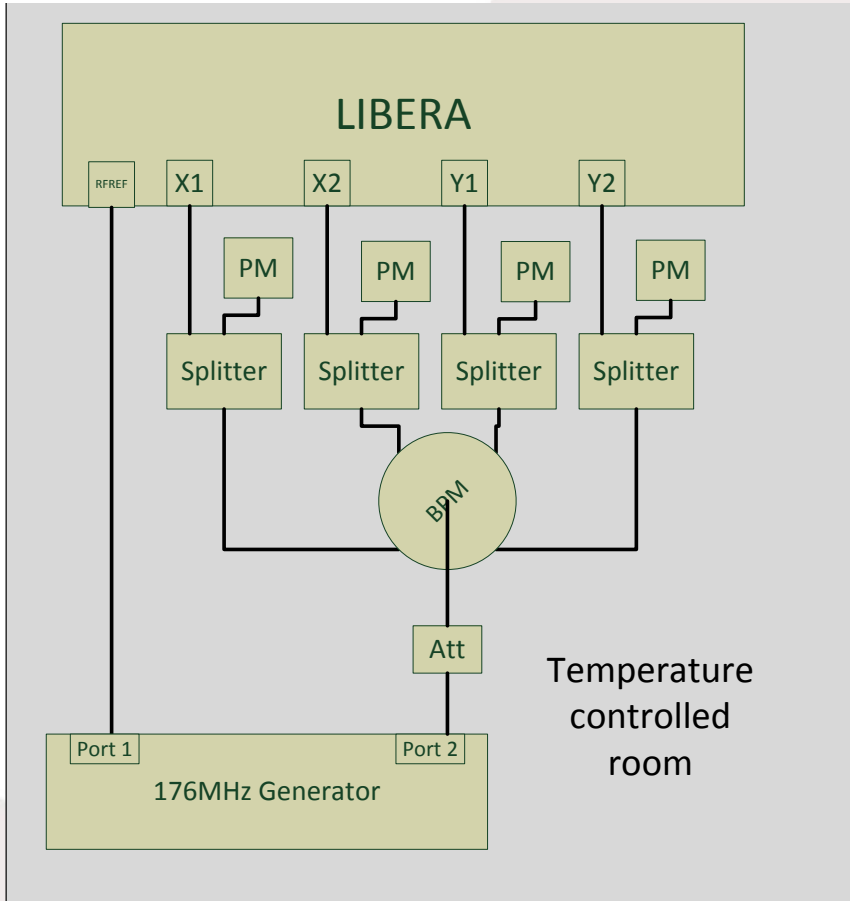 LIBERA
RFREF
X1
X2
Y1
Y2
PM
PM
PM
PM
Splitter
Splitter
Splitter
Splitter
BPM
Att
Temperature
controlled
room
Port 1
Port 2
176MHz Generator